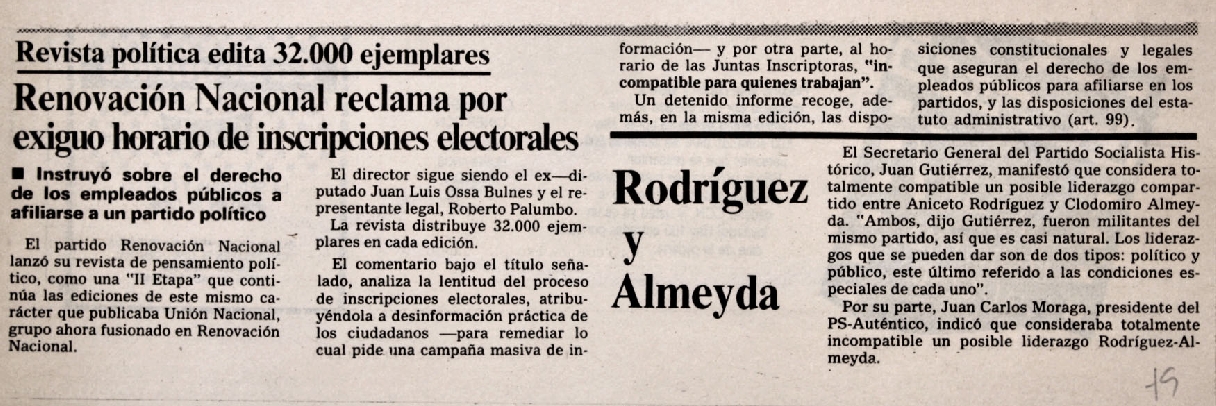 Revista política edita 32.000 ejemplares
Renovación Nacional reclama por
exiguo horario de inscripciones electorales
■ Instruyó sobre el derecho
de los empleados públicos a
afiliarse a un partido político
El partido Renovación Nacional
lanzó su revista de pensamiento polí-
tico, como una "II Etapa" que conti-
núa las ediciones de este mismo ca-
rácter que publicaba Unión Nacional,
grupo ahora fusionado en Renovación
Nacional.
El director sigue siendo el ex—di-
putado Juan Luis Ossa Bulnes y el re-
presentante legal, Roberto Palumbo.
La revista distribuye 32.000 ejem-
plares en cada edición.
El comentario bajo el título seña-
lado, analiza la lentitud del proceso
de inscripciones electorales, atribu-
yéndola a desinformación práctica de
los ciudadanos —para remediar lo
cual pide una campaña masiva de in-
formación— y por otra parte, al ho-
rario de las Juntas Inscriptoras, "in-
compatible para quienes trabajan".
Un detenido informe recoge, ade-
más, en la misma edición, las dispo-
siciones constitucionales y legales
que aseguran el derecho de los em-
pleados públicos para afiliarse en los
partidos, y las disposiciones del esta-
tuto administrativo (art. 99).
Rodríguez
y
Almeyda
El Secretario General del Partido Socialista His-
tórico, Juan Gutiérrez, manifestó que considera to-
talmente compatible un posible liderazgo compar-
tido entre Aniceto Rodríguez y Clodomiro Almey-
da. "Ambos, dijo Gutiérrez, fueron militantes del
mismo partido, así que es casi natural. Los lideraz-
gos que se pueden dar son de dos tipos: político y
público, este último referido a las condiciones es-
peciales de cada uno".
Por su parte, Juan Carlos Moraga, presidente del
PS-Auténtico, indicó que consideraba totalmente
incompatible un posible liderazgo Rodríguez-Al-
meyda.